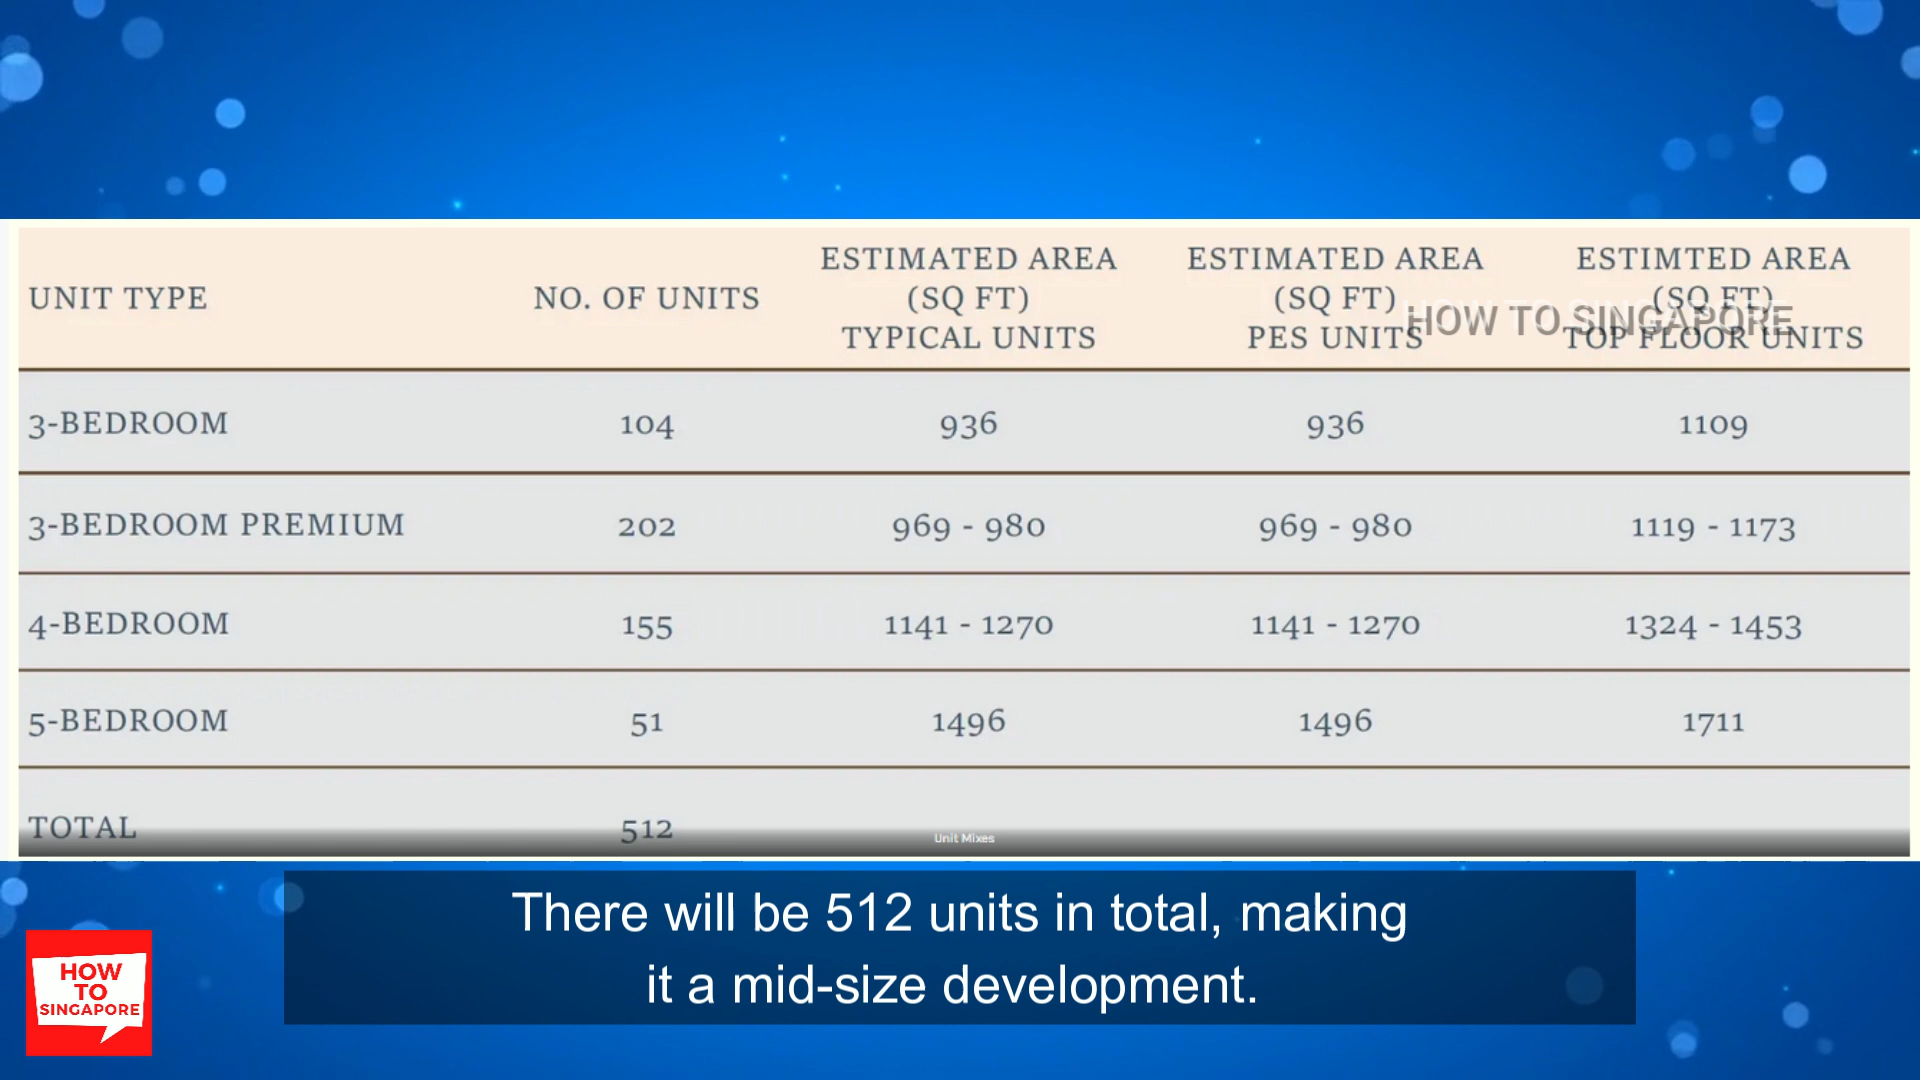 UNIT TYPE NO. OF UNITS ESTIMATED AREA (SQ FT) TYPICAL UNITS ESTIMATED AREA (SQ FT) PES UNITS ESTIMTED AREA (SQ FT) TOP FLOOR UNITS
HOW TO SINGAPORE
3-BEDROOM 104 936 936 1109
3-BEDROOM PREMIUM 202 969 - 980 969 - 980 1119 - 1173
4-BEDROOM 155 1141 - 1270 1141 - 1270 1324 - 1453
5-BEDROOM 51 1496 1496 1711
TOTAL 512
Unit Mixes
There will be 512 units in total, making
it a mid-size development.
HOW
TO
SINGAPORE